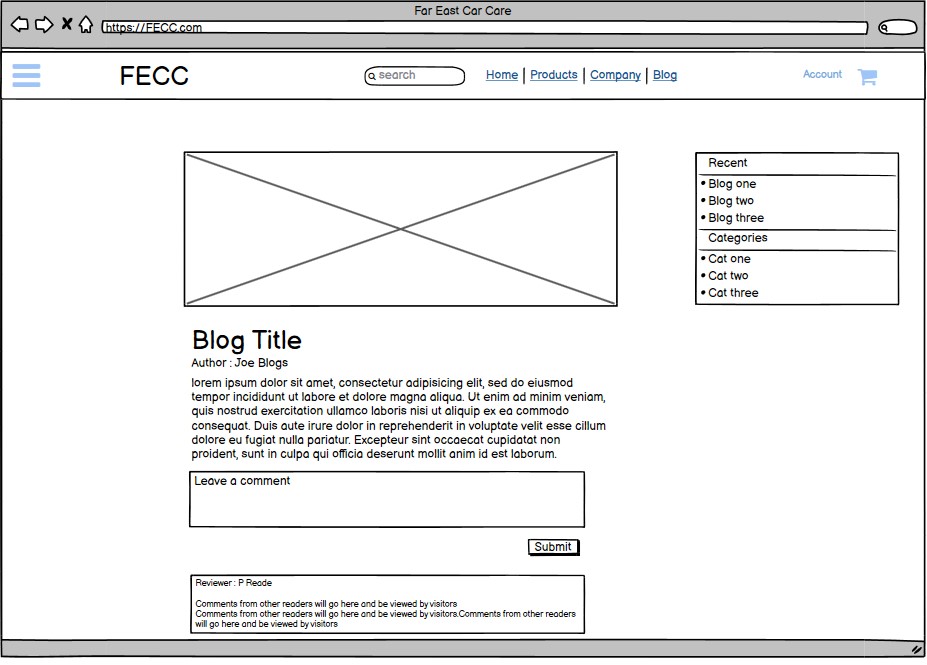 Far East Car Care
https://FECC.com
FECC
search
Home | Products | Company | Blog
Account
Recent
• Blog one
• Blog two
• Blog three
Categories
• Cat one
• Cat two
• Cat three
Blog Title
Author : Joe Blogs
lorem ipsum dolor sit amet, consectetur adipisicing elit, sed do eiusmod
tempor incididunt ut labore et dolore magna aliqua. Ut enim ad minim veniam,
quis nostrud exercitation ullamco laboris nisi ut aliquip ex ea commodo
consequat. Duis aute irure dolor in reprehenderit in voluptate velit esse cillum
dolore eu fugiat nulla pariatur. Excepteur sint occaecat cupidatat non
proident, sunt in culpa qui officia deserunt mollit anim id est laborum.
Leave a comment
Submit
Reviewer : P Reade
Comments from other readers will go here and be viewed by visitors
Comments from other readers will go here and be viewed by visitors.Comments from other readers
will go here and be viewed by visitors